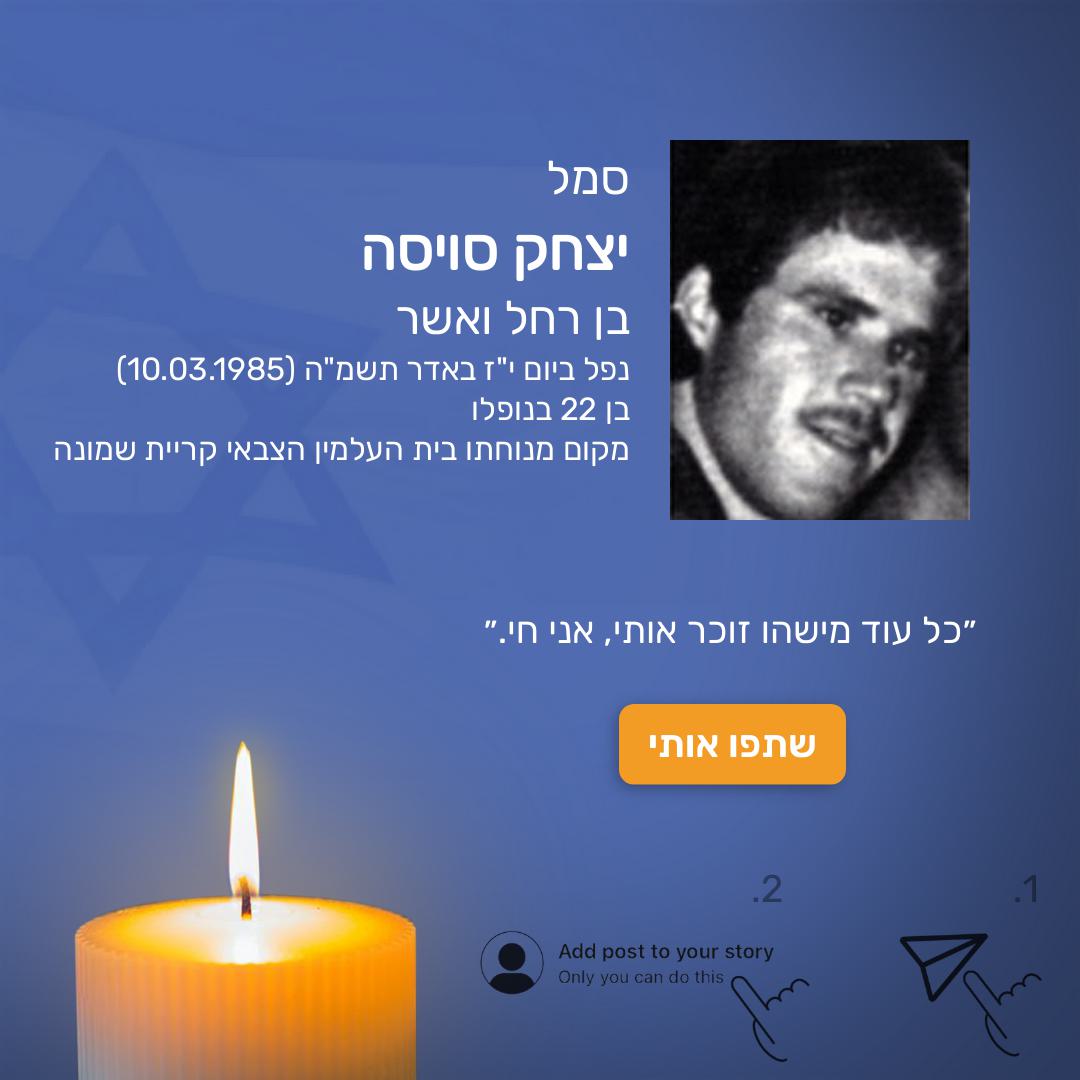 סמל
יצחק סויסה
בן רחל ואשר
נפל ביום י"ז באדר תשמ"ה (10.03.1985)
בן 22 בנופלו
מקום מנוחתו בית העלמין הצבאי קריית שמונה
״כל עוד מישהו זוכר אותי, אני חי.״
שתפו אותי
1.
2.
Add post to your story
Only you can do this